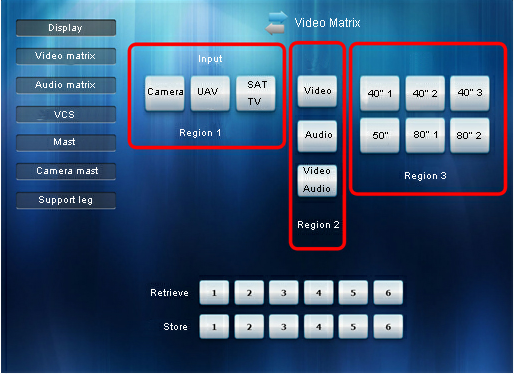 Display
Video matrix
Audio matrix
VCS
Mast
Camera mast
Support leg
Video Matrix
Input
Camera
UAV
SAT
TV
Region 1
Video
Audio
Video
Audio
Region 2
40" 1
40" 2
40" 3
50"
80" 1
80" 2
Region 3
Retrieve 1 2 3 4 5 6
Store 1 2 3 4 5 6